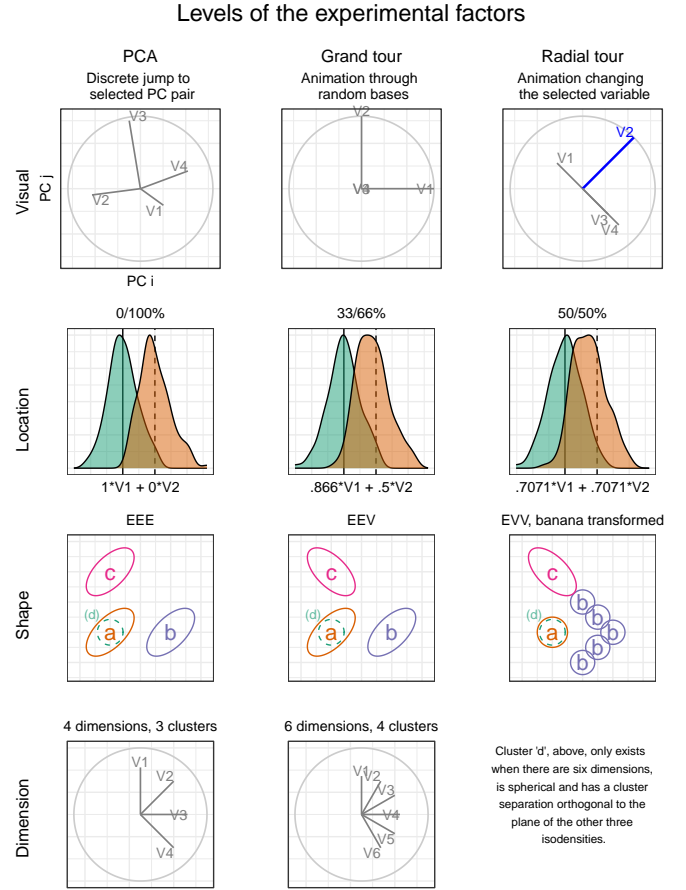 Levels of the experimental factors
PCA
Grand tour
Radial tour
Discrete jump to
selected PC pair
Animation through
random bases
Animation changing
the selected variable
Visual
PC j
V3
V4
V2
V1
PC i
V2
V1
V2
V1
V3
V4
0/100%
33/66%
50/50%
Location
1*V1 + 0*V2
.866*V1 + .5*V2
.7071*V1 + .7071*V2
EEE
EEV
EVV, banana transformed
Shape
c
(d)
a
b
c
(d)
a
b
c
(d)
a
b
b
b
b
b
4 dimensions, 3 clusters
6 dimensions, 4 clusters
Dimension
V1
V2
V3
V4
V1
V2
V3
V4
V5
V6
Cluster 'd', above, only exists
when there are six dimensions,
is spherical and has a cluster
separation orthogonal to the
plane of the other three
isodensities.